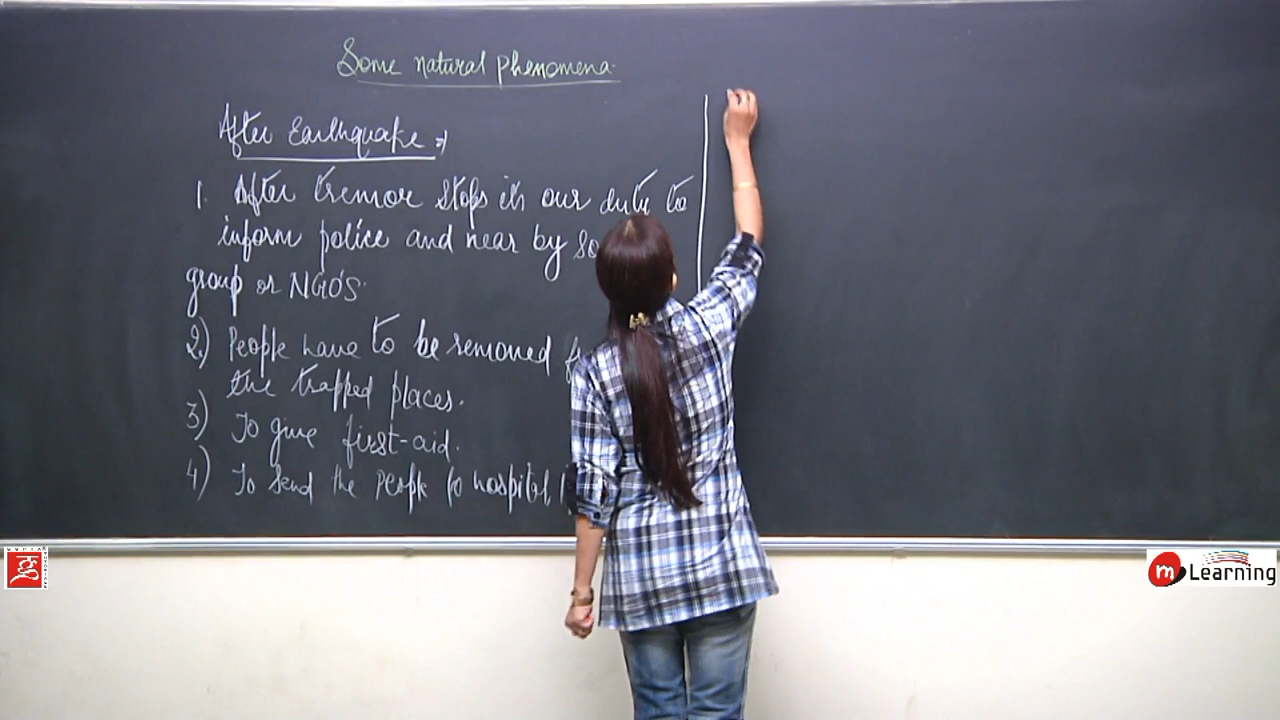 Some natural phenomena.
After Earthquake ⇒
1. After tremor stops it's our duty to
inform police and near by So
group or NGO'S.
2.) People have to be removed f
the trapped places.
3) To give first-aid.
4) To Send the people to hospital,
GUPTA TUTORIALS
m Learning